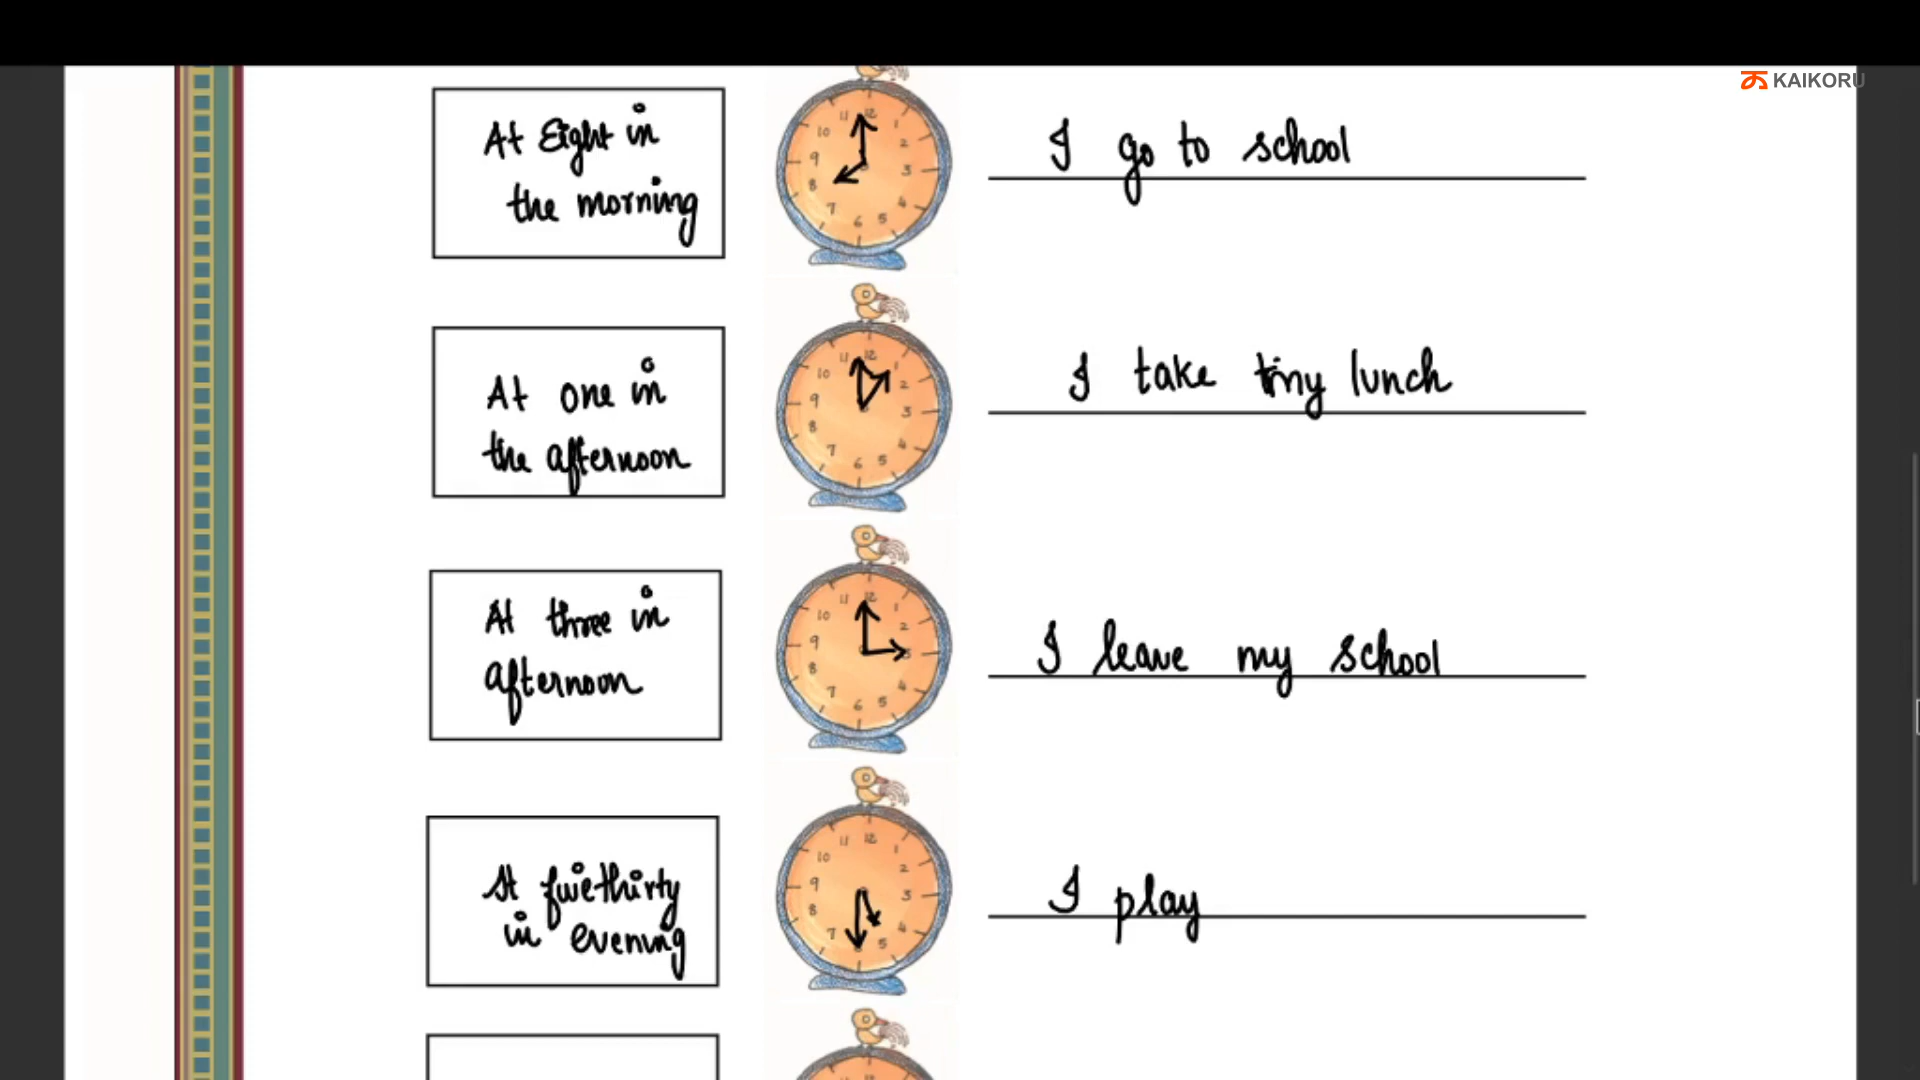 KAIKORU
At Eight in
the morning
I go to school
At one in
the afternoon
I take tiny lunch
At three in
afternoon
I leave my school
At fivethirty
in evening
I play